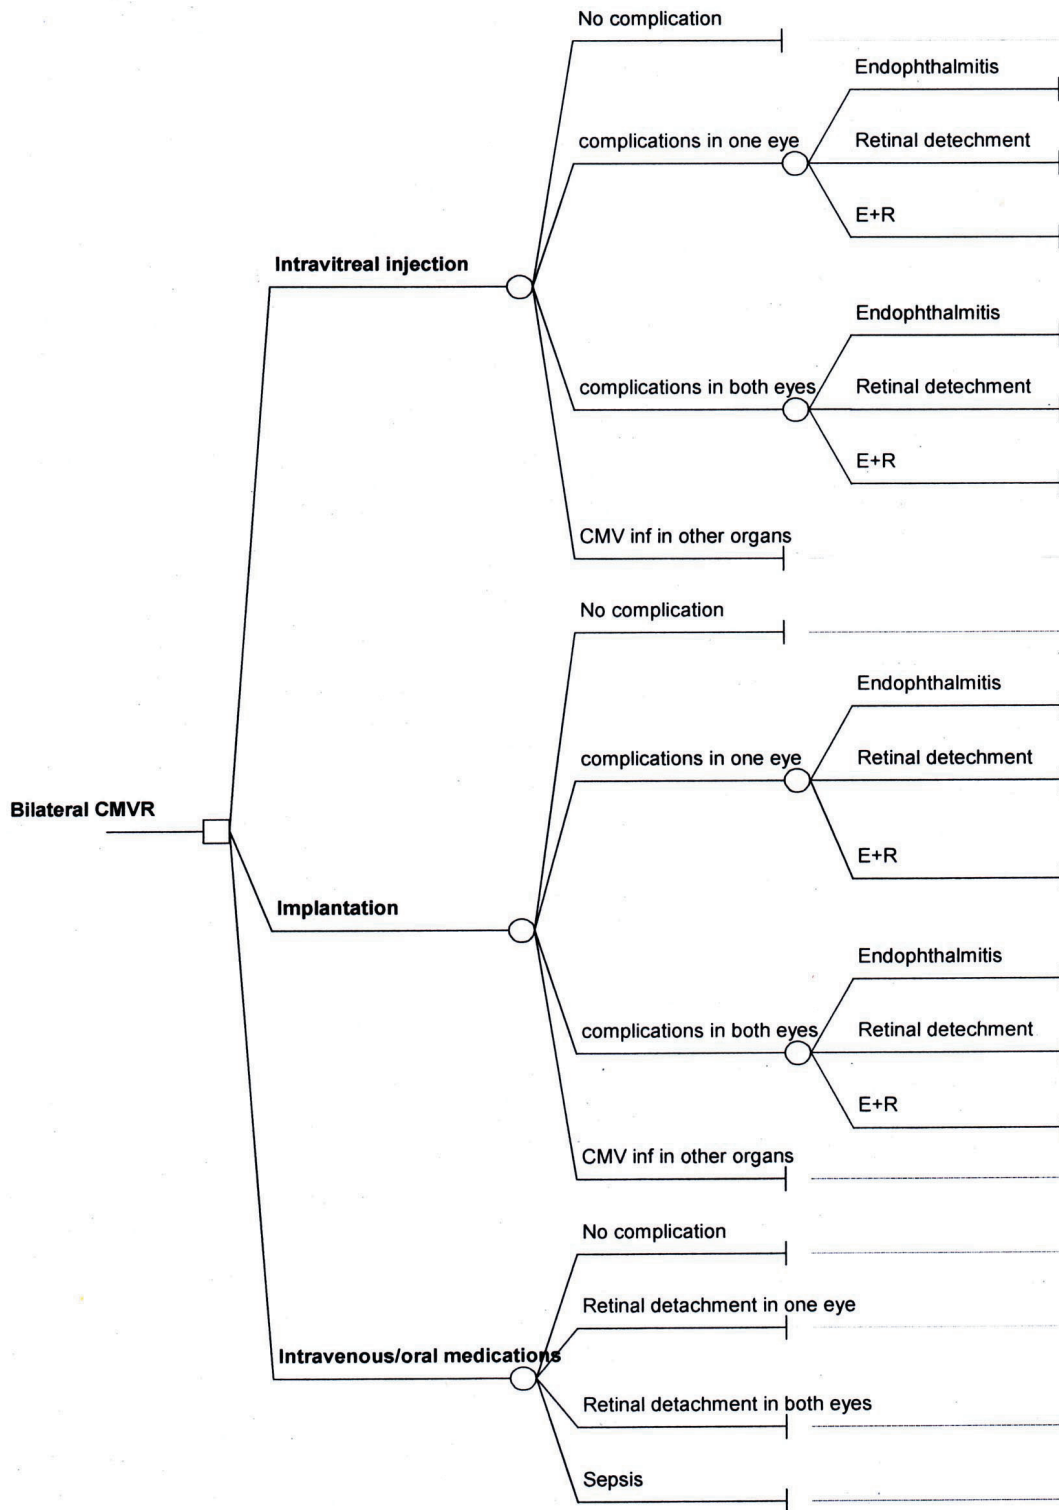 No complication
Endophthalmitis
complications in one eye
Retinal detechment
E+R
Intravitreal injection
Endophthalmitis
complications in both eyes
Retinal detechment
E+R
CMV inf in other organs
No complication
Endophthalmitis
complications in one eye
Retinal detechment
Bilateral CMVR
E+R
Implantation
Endophthalmitis
complications in both eyes
Retinal detechment
E+R
CMV inf in other organs
No complication
Retinal detachment in one eye
Intravenous/oral medications
Retinal detachment in both eyes
Sepsis